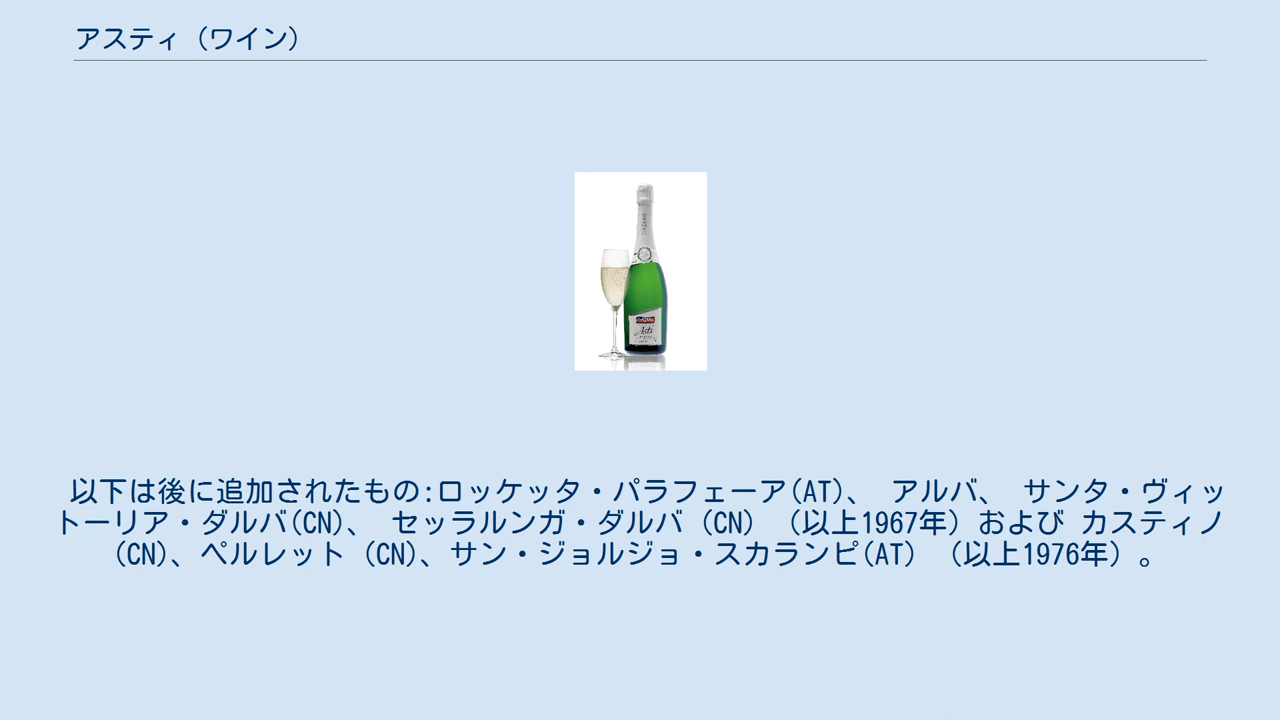 アスティ（ワイン）
Asti
以下は後に追加されたもの:ロッケッタ・パラフェーア(AT)、 アルバ、 サンタ・ヴィッ
トーリア・ダルバ(CN)、 セッラルンガ・ダルバ (CN) （以上1967年）および カスティノ
(CN)、ペルレット (CN)、サン・ジョルジョ・スカランピ(AT) （以上1976年）。